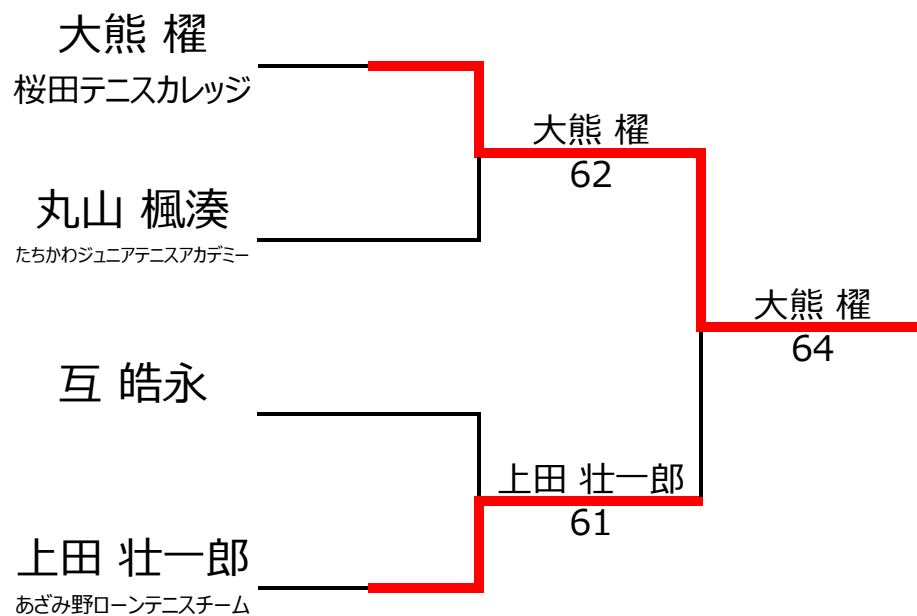 大熊 櫂
桜田テニスカレッジ
大熊 櫂
62
丸山 楓湊
たちかわジュニアテニスアカデミー
大熊 櫂
64
互 皓永
上田 壮一郎
61
上田 壮一郎
あざみ野ローンテニスチーム